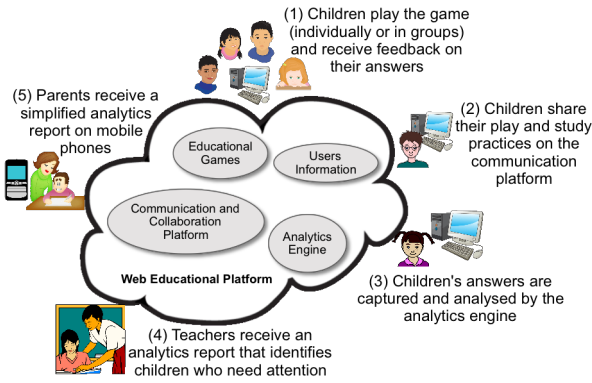 (1) Children play the game
(individually or in groups)
and receive feedback on
their answers
(5) Parents receive a
simplified analytics
report on mobile
phones
(2) Children share
their play and study
practices on the
communication
platform
Educational
Games
Users
Information
Communication and
Collaboration
Platform
Analytics
Engine
Web Educational Platform
(3) Children's answers are
captured and analysed by the
analytics engine
(4) Teachers receive an
analytics report that identifies
children who need attention